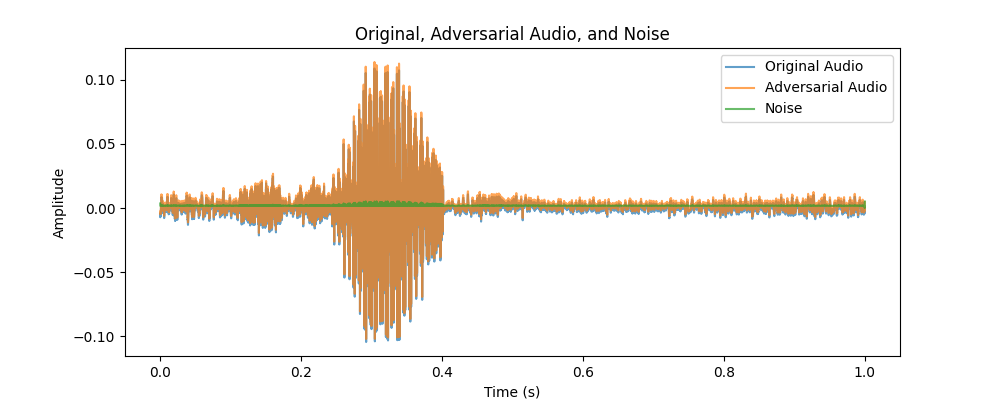 Original, Adversarial Audio, and Noise
Original Audio
Adversarial Audio
Noise
Amplitude
0.10
0.05
0.00
−0.05
−0.10
0.0 0.2 0.4 0.6 0.8 1.0
Time (s)